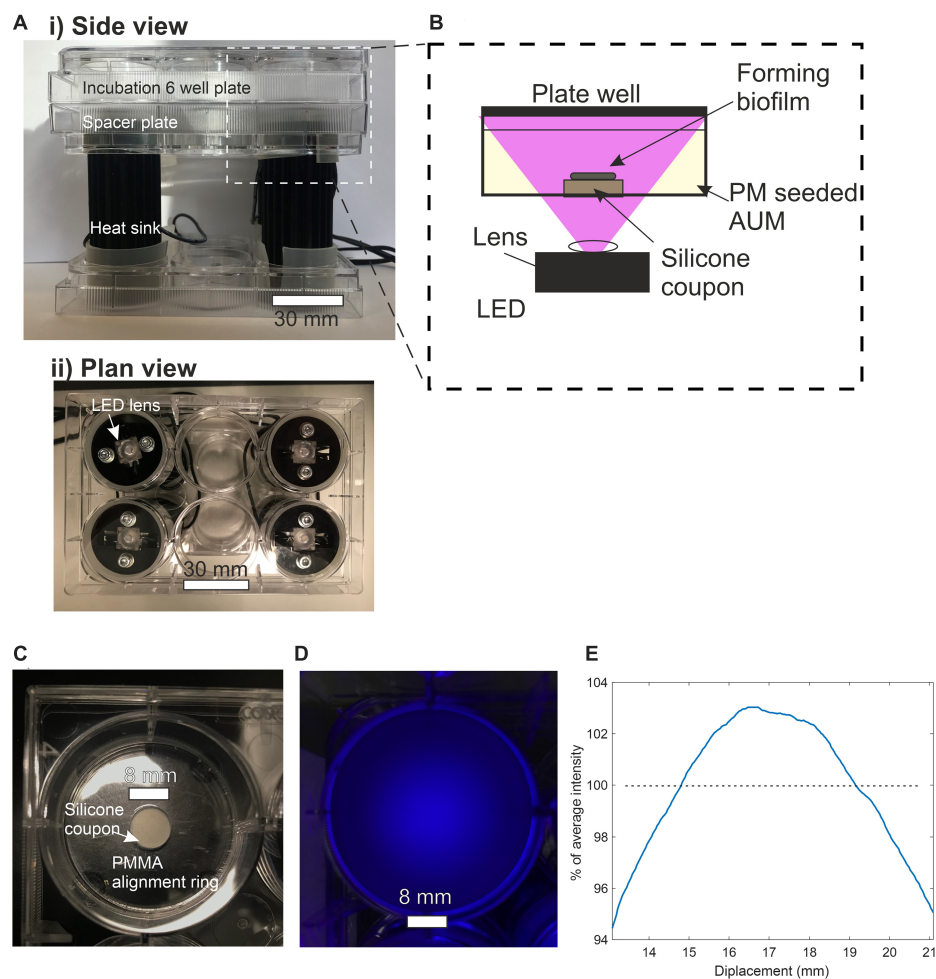 A
i) Side view
Incubation 6 well plate
Spacer plate
Heat sink
30 mm
B
Forming
biofilm
Plate well
PM seeded
AUM
Lens
Silicone
coupon
LED
ii) Plan view
LED lens
30 mm
C
8 mm
Silicone
coupon
PMMA
alignment ring
D
8 mm
E
104
102
100
98
96
94
% of average intensity
14
15
16
17
18
19
20
21
Diplacement (mm)